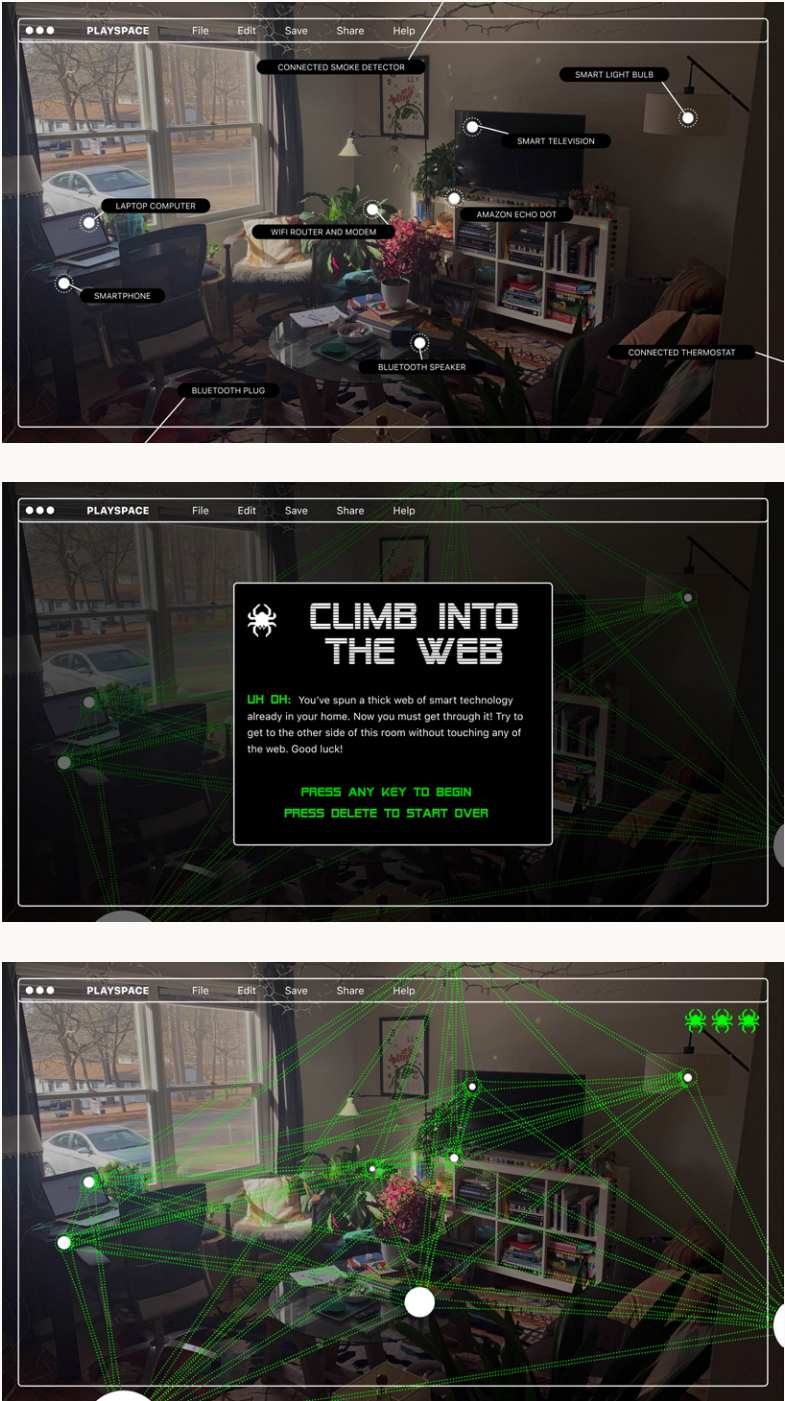 PLAYSPACE File Edit Save Share Help
CONNECTED SMOKE DETECTOR
SMART LIGHT BULB
SMART TELEVISION
LAPTOP COMPUTER
AMAZON ECHO DOT
WIFI ROUTER AND MODEM
SMARTPHONE
CONNECTED THERMOSTAT
BLUETOOTH SPEAKER
BLUETOOTH PLUG
PLAYSPACE File Edit Save Share Help
CLIMB INTO
THE WEB
UH OH: You've spun a thick web of smart technology
already in your home. Now you must get through it! Try to
get to the other side of this room without touching any of
the web. Good luck!
PRESS ANY KEY TO BEGIN
PRESS DELETE TO START OVER
PLAYSPACE File Edit Save Share Help